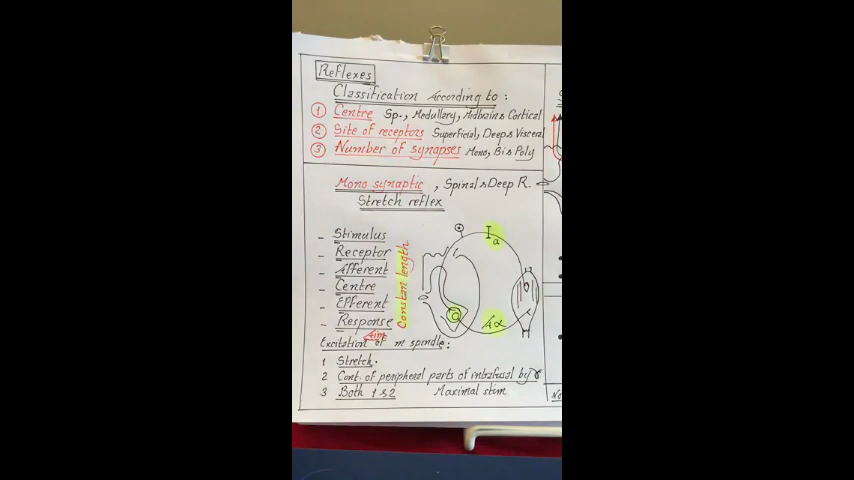 Reflexes
Classification According to :
① Centre Sp., Medullary, Midbrain & Cortical
② Site of receptors Superficial, Deep & Visceral
③ Number of synapses Mono, Bi & Poly
Mono synaptic, Spinal & Deep R.
Stretch reflex
- Stimulus
- Receptor
- Afferent
- Centre
- Efferent
- Response
Constant length
Aim
Ia
Aα
Excitation of m spindle :
1 Stretch.
2 Cont. of peripheral parts of intrafusal by γ
3 Both 1 & 2 Maximal stim